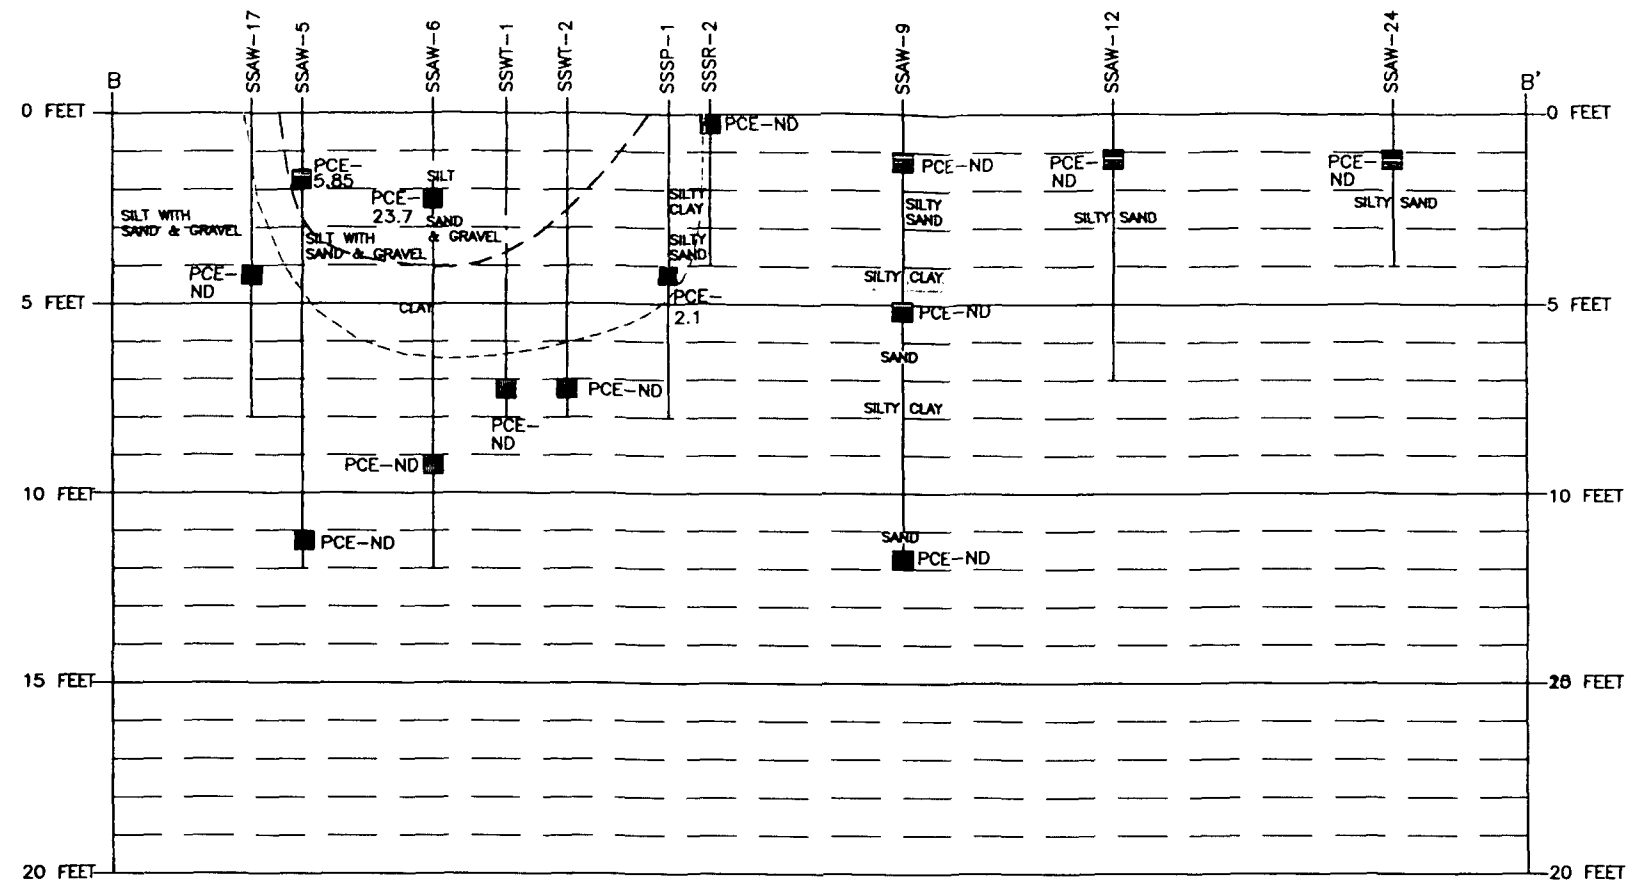 B
SSAW-17
SSAW-5
SSAW-6
SSWT-1
SSWT-2
SSSP-1
SSSR-2
SSAW-9
SSAW-12
SSAW-24
B'
0 FEET
0 FEET
PCE-ND
PCE-
5.85
SILT
PCE-
23.7
SAND
& GRAVEL
SILT WITH
SAND & GRAVEL
SILT WITH
SAND & GRAVEL
SILTY
CLAY
SILTY
SAND
PCE-ND
SILTY
SAND
PCE-
ND
SILTY SAND
PCE-
ND
SILTY SAND
PCE-
ND
SILTY CLAY
5 FEET
CLAY
PCE-
2.1
PCE-ND
5 FEET
SAND
PCE-ND
PCE-
ND
SILTY CLAY
PCE-ND
10 FEET
10 FEET
PCE-ND
SAND
PCE-ND
15 FEET
FEET
20 FEET
20 FEET